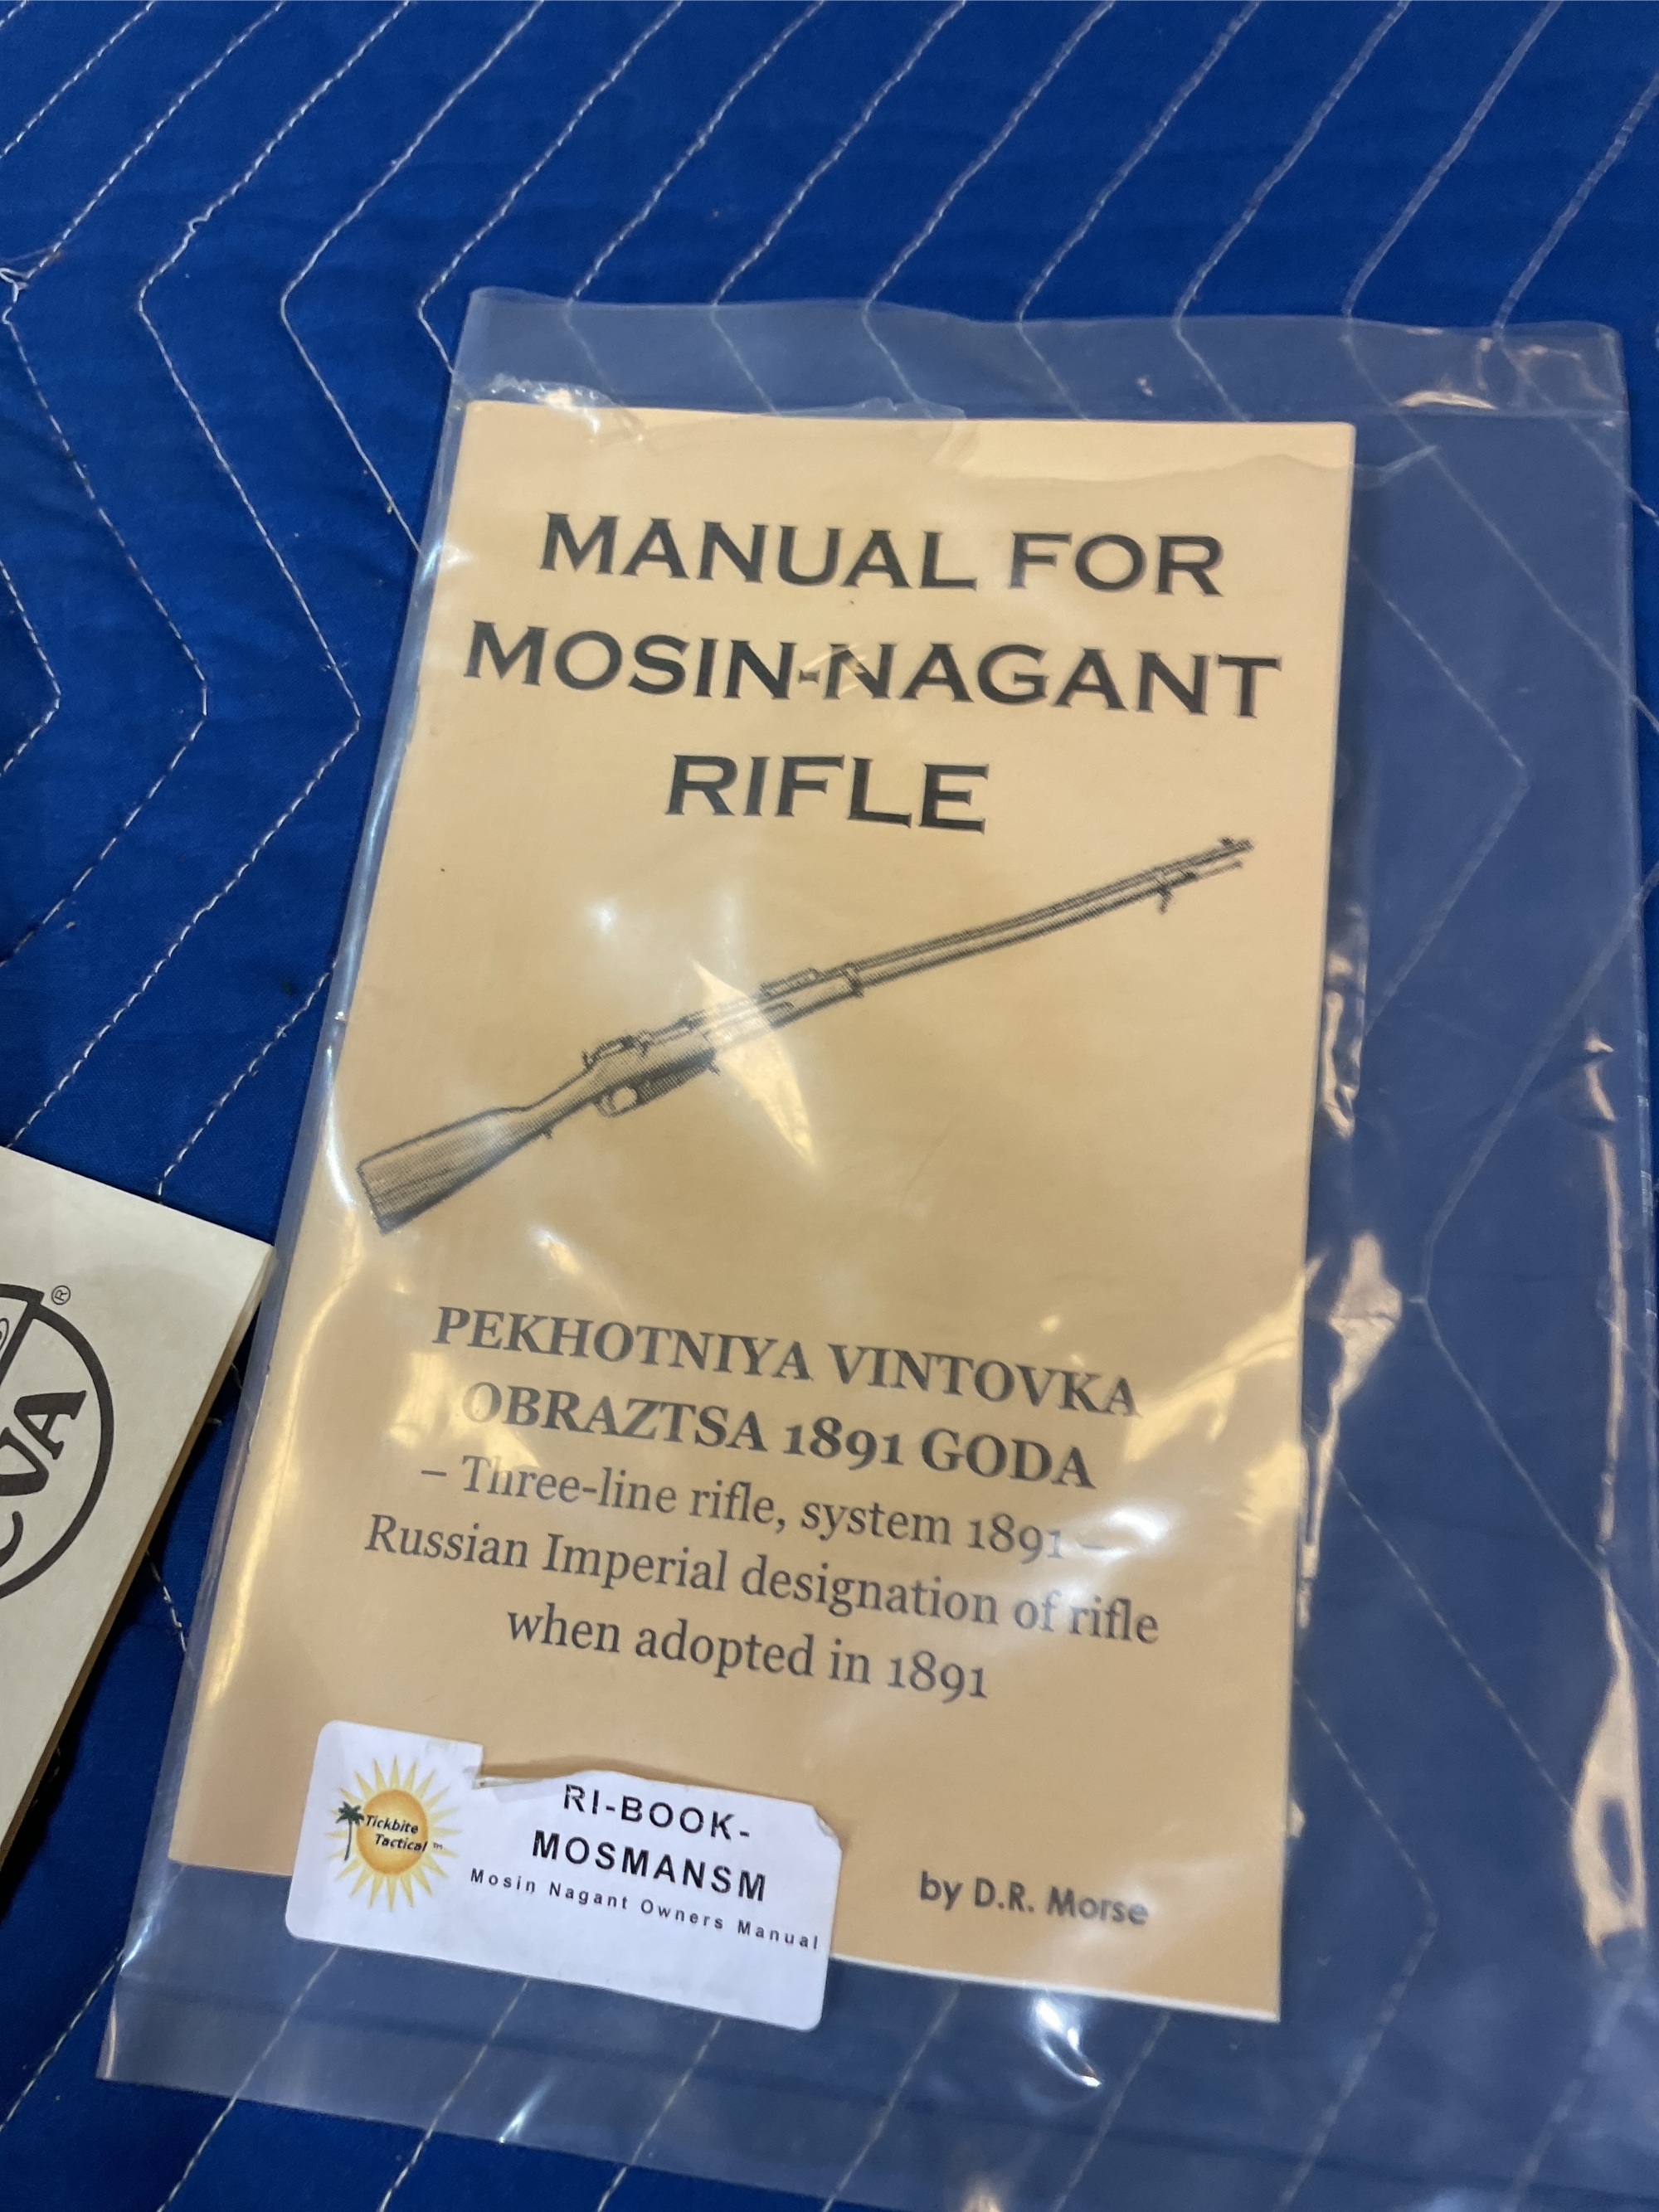 MANUAL FOR
MOSIN-NAGANT
RIFLE
PEKHOTNIYA VINTOVKA
OBRAZTSA 1891 GODA
– Three-line rifle, system 1891 –
Russian Imperial designation of rifle
when adopted in 1891
by D.R. Morse
Tickbite
Tactical ™
RI-BOOK-
MOSMANSM
Mosin Nagant Owners Manual
CVA
®